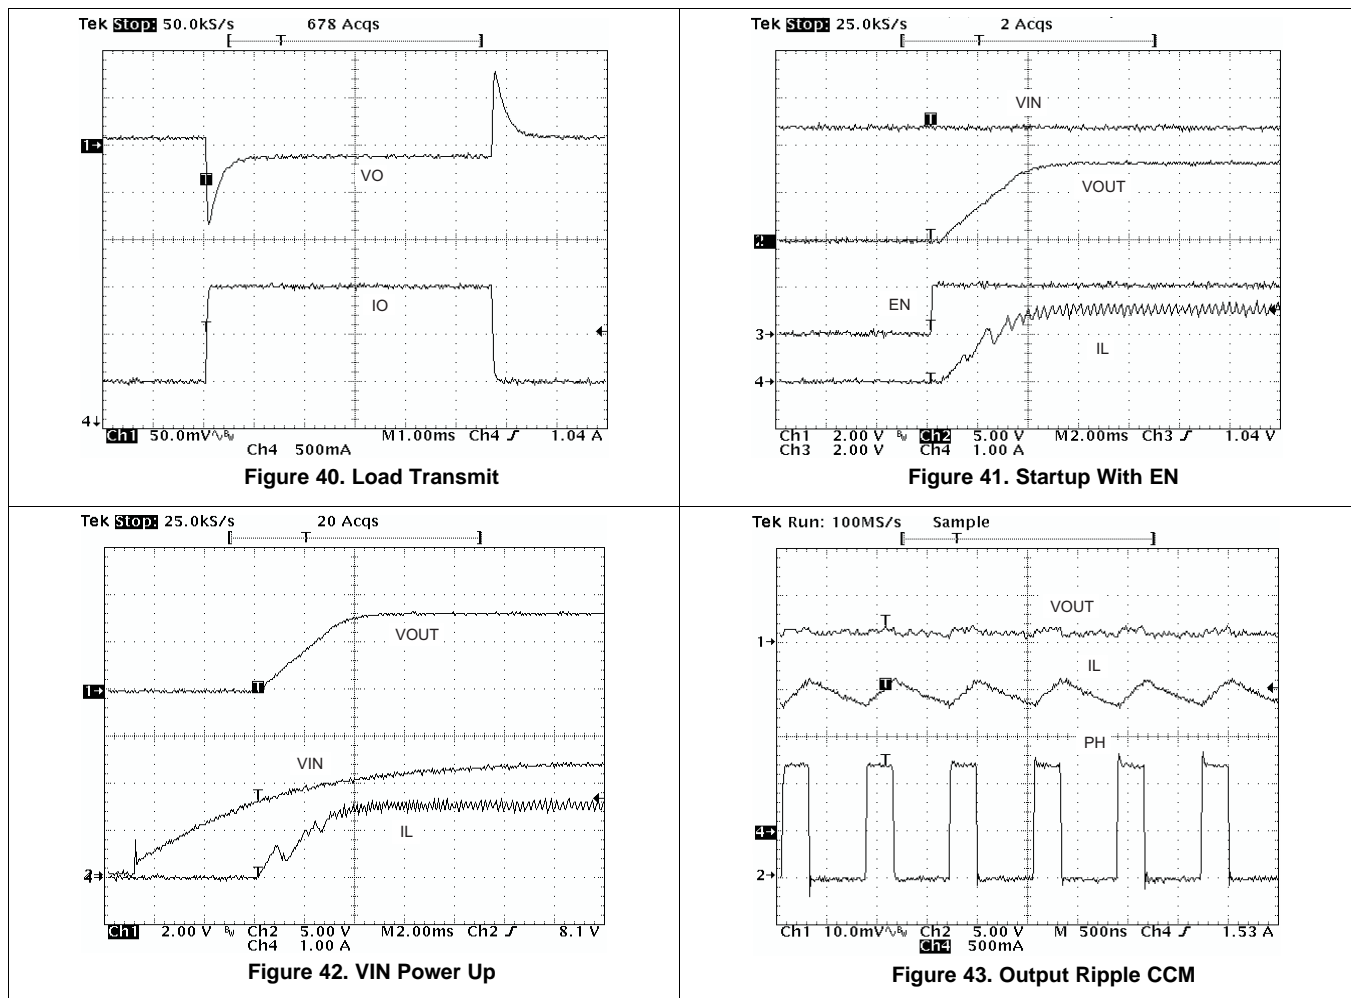 Tek Stop: 50.0kS/s 678 Acqs
T
1→
T
VO
T
IO
4↓
Ch1 50.0mV∿BW M1.00ms Ch4 ∫ 1.04 A
Ch4 500mA
Figure 40. Load Transmit
Tek Stop: 25.0kS/s 2 Acqs
T
VIN
T
VOUT
T
2
EN
T
3→
IL
T
4→
Ch1 2.00 V BW Ch2 5.00 V M2.00ms Ch3 ∫ 1.04 V
Ch3 2.00 V Ch4 1.00 A
Figure 41. Startup With EN
Tek Stop: 25.0kS/s 20 Acqs
T
VOUT
1→ T
VIN
T
IL
T
2→
4
Ch1 2.00 V BW Ch2 5.00 V M2.00ms Ch2 ∫ 8.1 V
Ch4 1.00 A
Figure 42. VIN Power Up
Tek Run: 100MS/s Sample
T
VOUT
T
1→
IL
T
PH
T
4→
2→
Ch1 10.0mV∿BW Ch2 5.00 V M 500ns Ch4 ∫ 1.53 A
Ch4 500mA
Figure 43. Output Ripple CCM